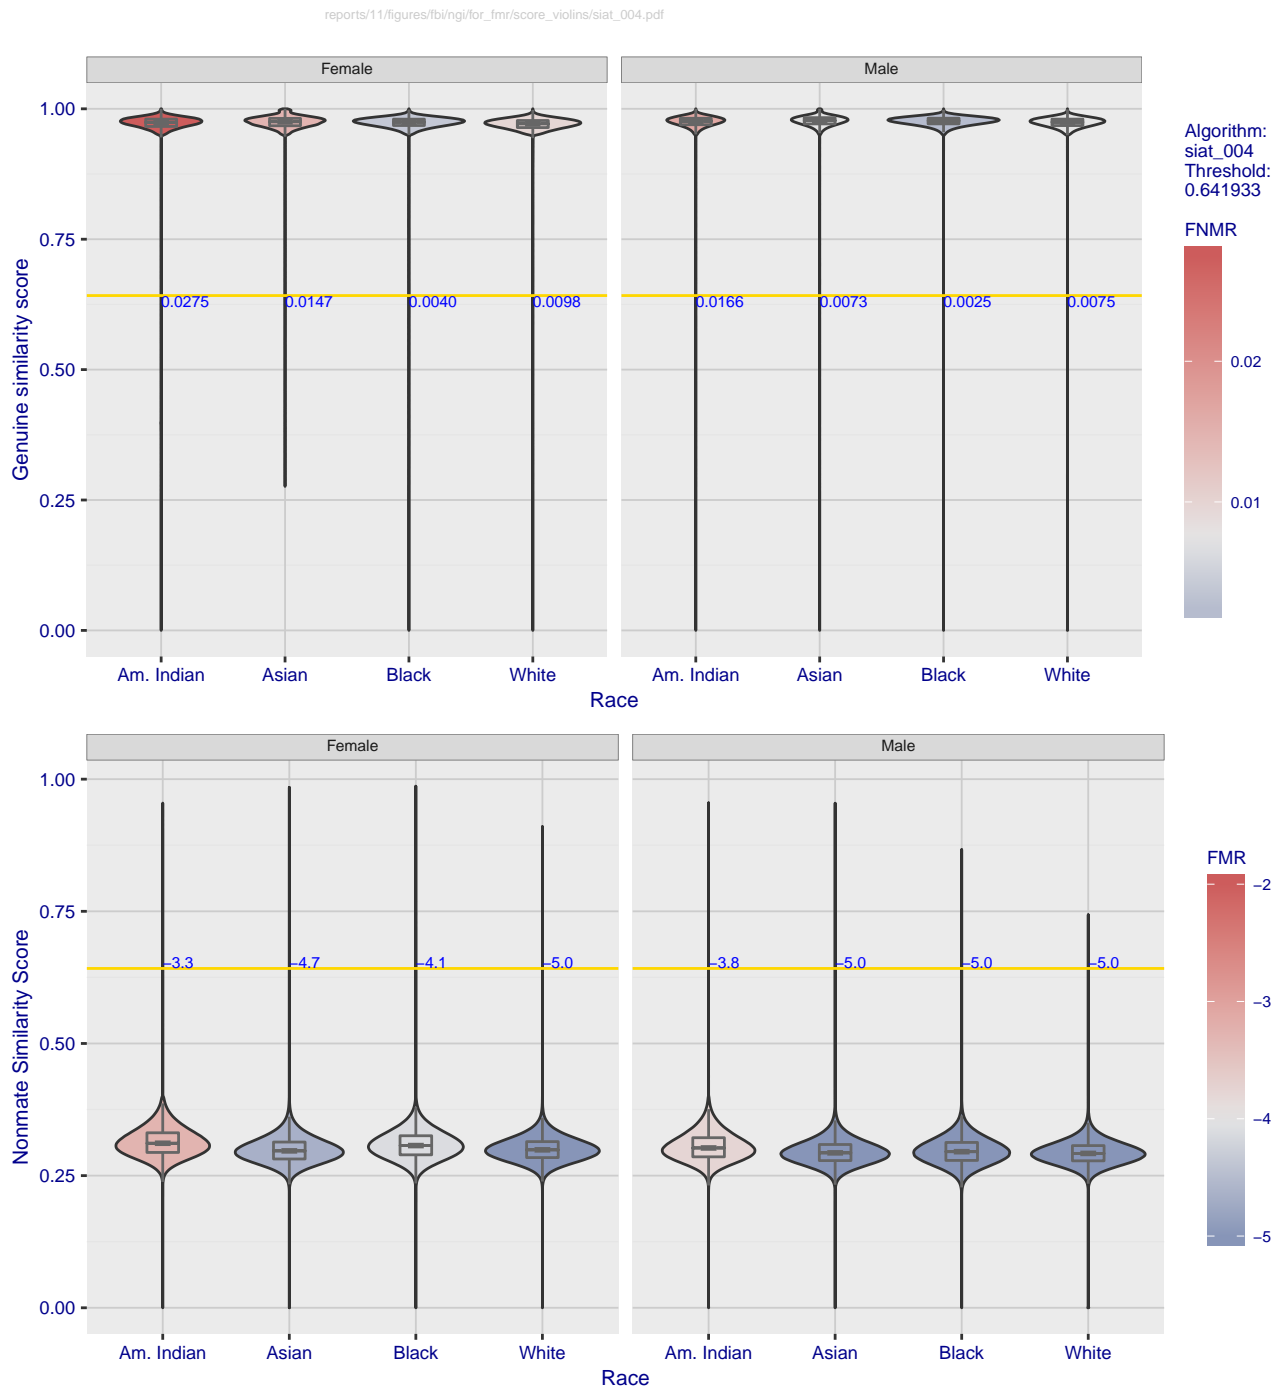 reports/11/figures/fbi/ngi/for_fmr/score_violins/siat_004.pdf
Female
Male
Genuine similarity score
1.00
0.75
0.50
0.25
0.00
0.0275
0.0147
0.0040
0.0098
0.0166
0.0073
0.0025
0.0075
Am. Indian
Asian
Black
White
Am. Indian
Asian
Black
White
Race
Algorithm:
siat_004
Threshold:
0.641933
FNMR
0.02
0.01
Female
Male
Nonmate Similarity Score
1.00
0.75
0.50
0.25
0.00
−3.3
−4.7
−4.1
−5.0
−3.8
−5.0
−5.0
−5.0
Am. Indian
Asian
Black
White
Am. Indian
Asian
Black
White
Race
FMR
−2
−3
−4
−5